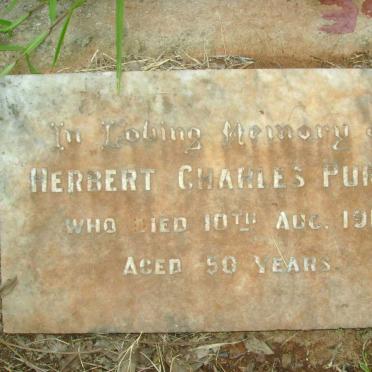 In Loving Memory
HERBERT CHARLES
WHO DIED 10TH AUG.
AGED 50 YEARS.